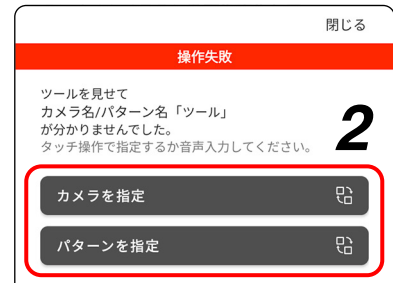 閉じる
操作失敗
ツールを見せて
カメラ名/パターン名「ツール」
が分かりませんでした。
タッチ操作で指定するか音声入力してください。
2
カメラを指定
パターンを指定